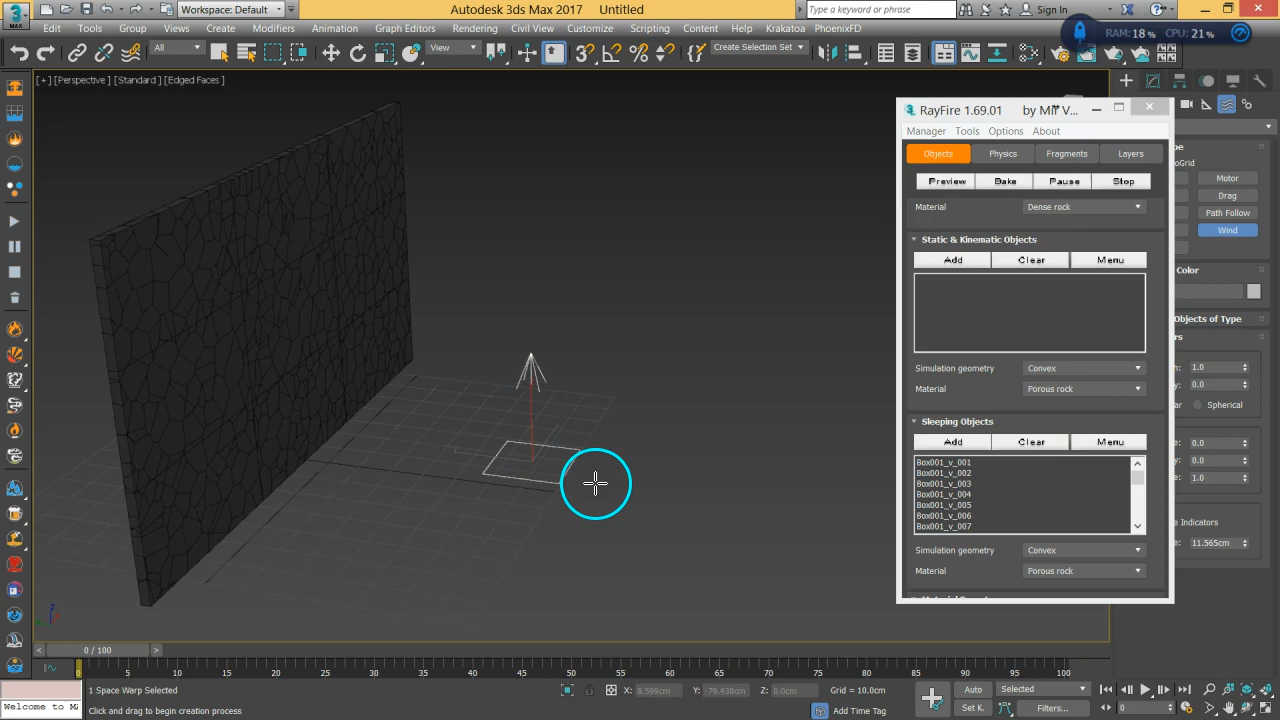 3 MAX
Workspace: Default
Autodesk 3ds Max 2017
Untitled
Type a keyword or phrase
Sign In
Edit
Tools
Group
Views
Create
Modifiers
Animation
Graph Editors
Rendering
Civil View
Customize
Scripting
Content
Help
Krakatoa
PhoenixFD
RAM: 18 %
CPU: 21 %
All
View
Create Selection Set
[+] [Perspective] [Standard] [Edged Faces]
RayFire 1.69.01
by Mir V...
Manager
Tools
Options
About
Objects
Physics
Fragments
Layers
Preview
Bake
Pause
Stop
Material
Dense rock
Static & Kinematic Objects
Add
Clear
Menu
Simulation geometry
Convex
Material
Porous rock
Sleeping Objects
Add
Clear
Menu
Box001_v_001
Box001_v_002
Box001_v_003
Box001_v_004
Box001_v_005
Box001_v_006
Box001_v_007
Simulation geometry
Convex
Material
Porous rock
Motor
Drag
Path Follow
Wind
Color
Objects of Type
1.0
0.0
Spherical
0.0
0.0
1.0
11.565cm
0 / 100
0
5
10
15
20
25
30
35
40
45
50
55
60
65
70
75
80
85
90
95
100
Welcome to M
1 Space Warp Selected
Click and drag to begin creation process
X: 8.599cm
Y: -79.438cm
Z: 0.0cm
Grid = 10.0cm
Add Time Tag
Auto
Selected
Set K.
Filters...
0